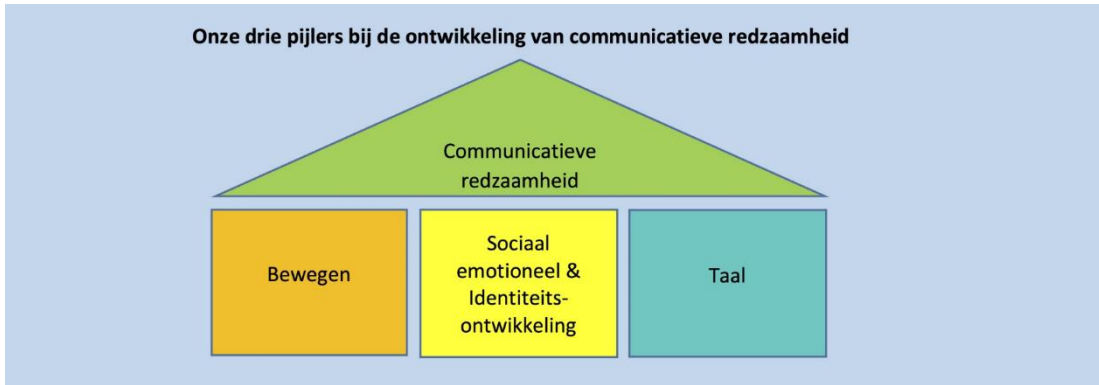 Onze drie pijlers bij de ontwikkeling van communicatieve redzaamheid
Communicatieve
redzaamheid
Bewegen
Sociaal
emotioneel &
Identiteits-
ontwikkeling
Taal